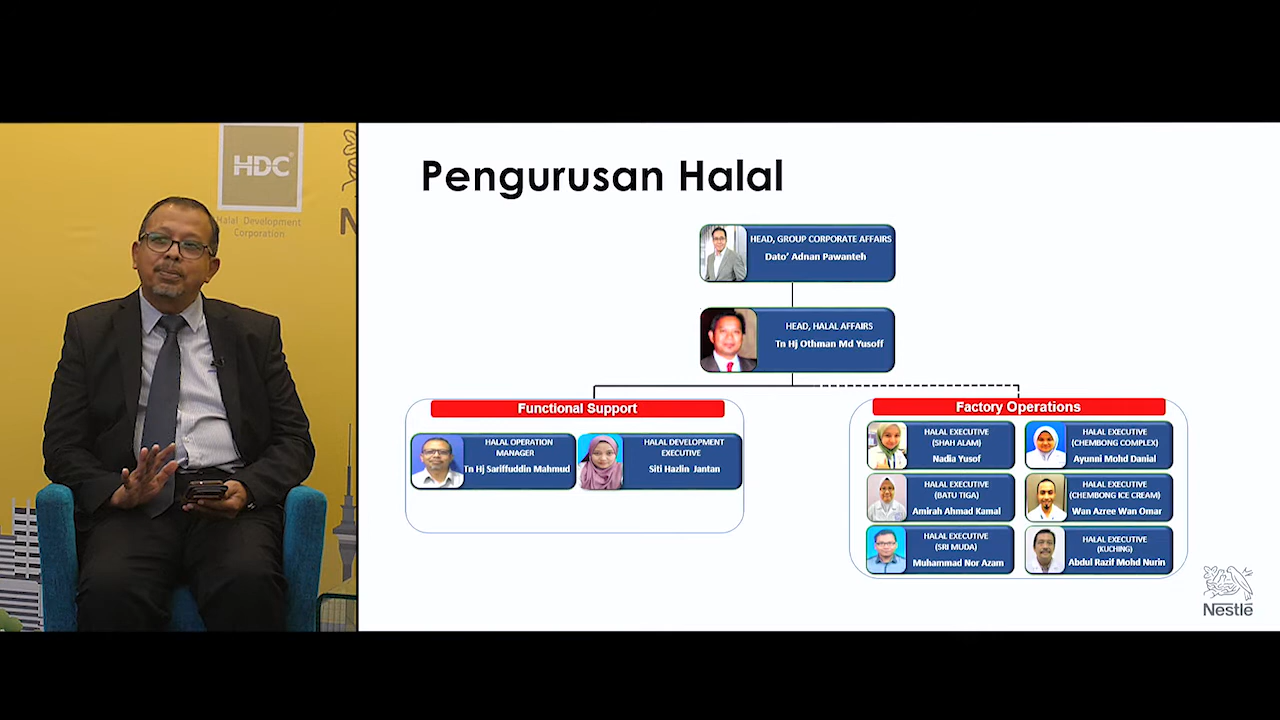 HDC
Halal Development
Corporation
N
Pengurusan Halal
HEAD, GROUP CORPORATE AFFAIRS
Dato’ Adnan Pawanteh
HEAD, HALAL AFFAIRS
Tn Hj Othman Md Yusoff
Functional Support
HALAL OPERATION
MANAGER
Tn Hj Sariffuddin Mahmud
HALAL DEVELOPMENT
EXECUTIVE
Siti Hazlin Jantan
Factory Operations
HALAL EXECUTIVE
(SHAH ALAM)
Nadia Yusof
HALAL EXECUTIVE
(CHEMBONG COMPLEX)
Ayunni Mohd Danial
HALAL EXECUTIVE
(BATU TIGA)
Amirah Ahmad Kamal
HALAL EXECUTIVE
(CHEMBONG ICE CREAM)
Wan Azree Wan Omar
HALAL EXECUTIVE
(SRI MUDA)
Muhammad Nor Azam
HALAL EXECUTIVE
(KUCHING)
Abdul Razif Mohd Nurin
Nestlé